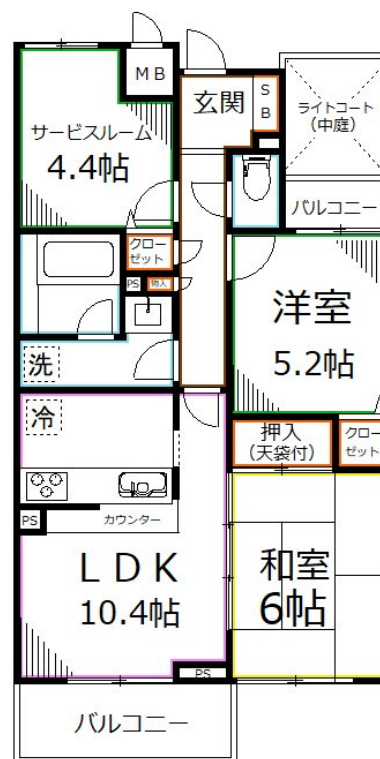 MB
玄関
SB
ライトコート
(中庭)
サービスルーム
4.4帖
バルコニー
クロー
ゼット
PS
物入
洋室
5.2帖
洗
冷
押入
(天袋付)
クロー
ゼット
PS
カウンター
LDK
10.4帖
和室
6帖
PS
バルコニー